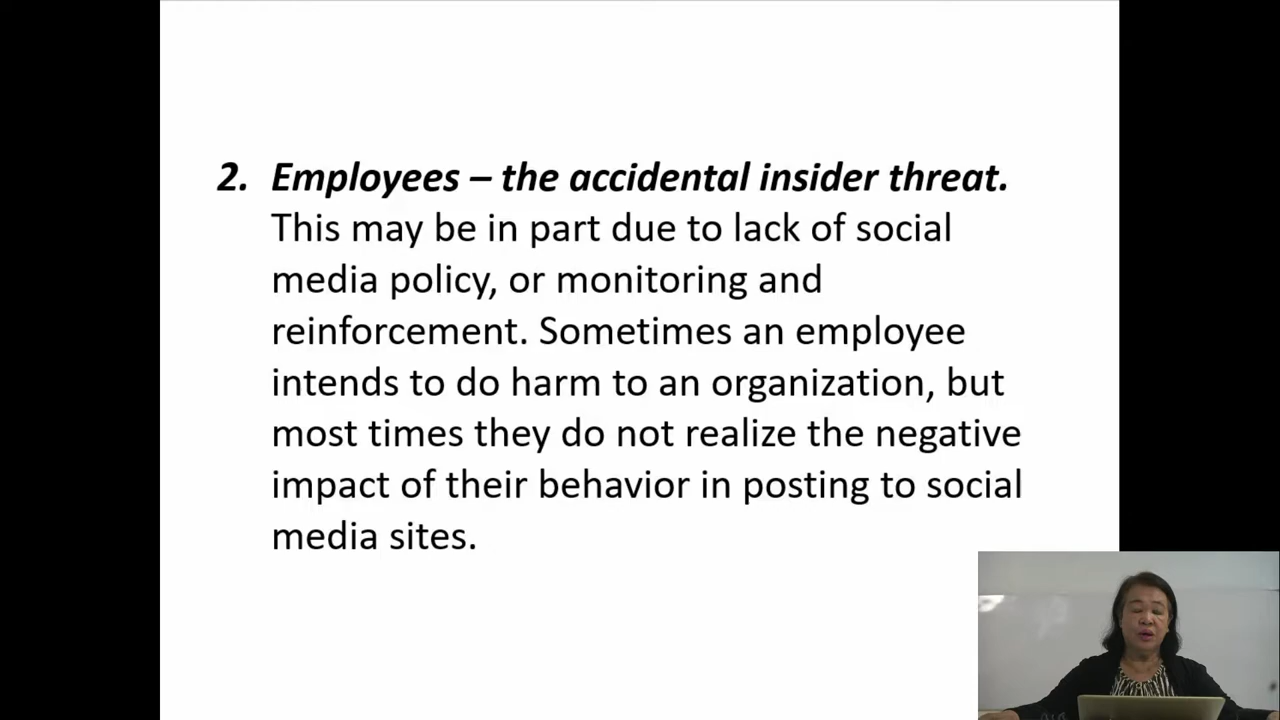 2. Employees – the accidental insider threat.
This may be in part due to lack of social
media policy, or monitoring and
reinforcement. Sometimes an employee
intends to do harm to an organization, but
most times they do not realize the negative
impact of their behavior in posting to social
media sites.